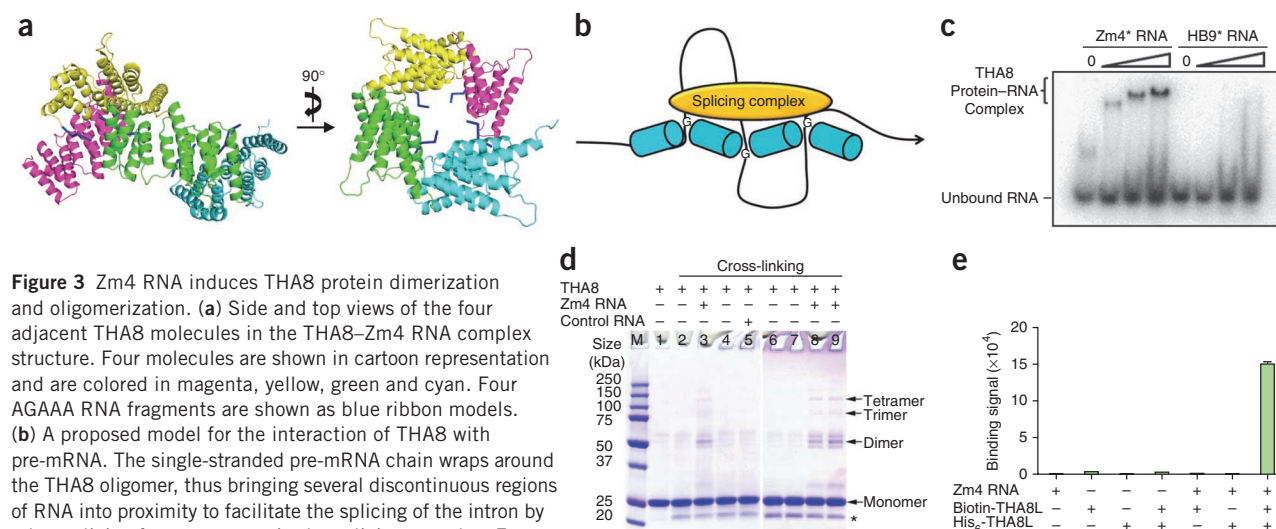 a
90°
b
Splicing complex
G
G
G
c
Zm4* RNA HB9* RNA
0 0
THA8
Protein–RNA
Complex
Unbound RNA
Figure 3 Zm4 RNA induces THA8 protein dimerization
and oligomerization. (a) Side and top views of the four
adjacent THA8 molecules in the THA8–Zm4 RNA complex
structure. Four molecules are shown in cartoon representation
and are colored in magenta, yellow, green and cyan. Four
AGAAA RNA fragments are shown as blue ribbon models.
(b) A proposed model for the interaction of THA8 with
pre-mRNA. The single-stranded pre-mRNA chain wraps around
the THA8 oligomer, thus bringing several discontinuous regions
of RNA into proximity to facilitate the splicing of the intron by
d
Cross-linking
THA8 + + + + + + + + +
Zm4 RNA – – + – – – – + +
Control RNA – – – – + – – – –
Size
(kDa)
M 1 2 3 4 5 6 7 8 9
250
150
100
75
50
37
25
20
Tetramer
Trimer
Dimer
Monomer
*
e
Binding signal (×10⁴)
20
15
10
5
0
Zm4 RNA + – – – + + +
Biotin-THA8L – + – + + – +
His₆-THA8L – – + + – + +